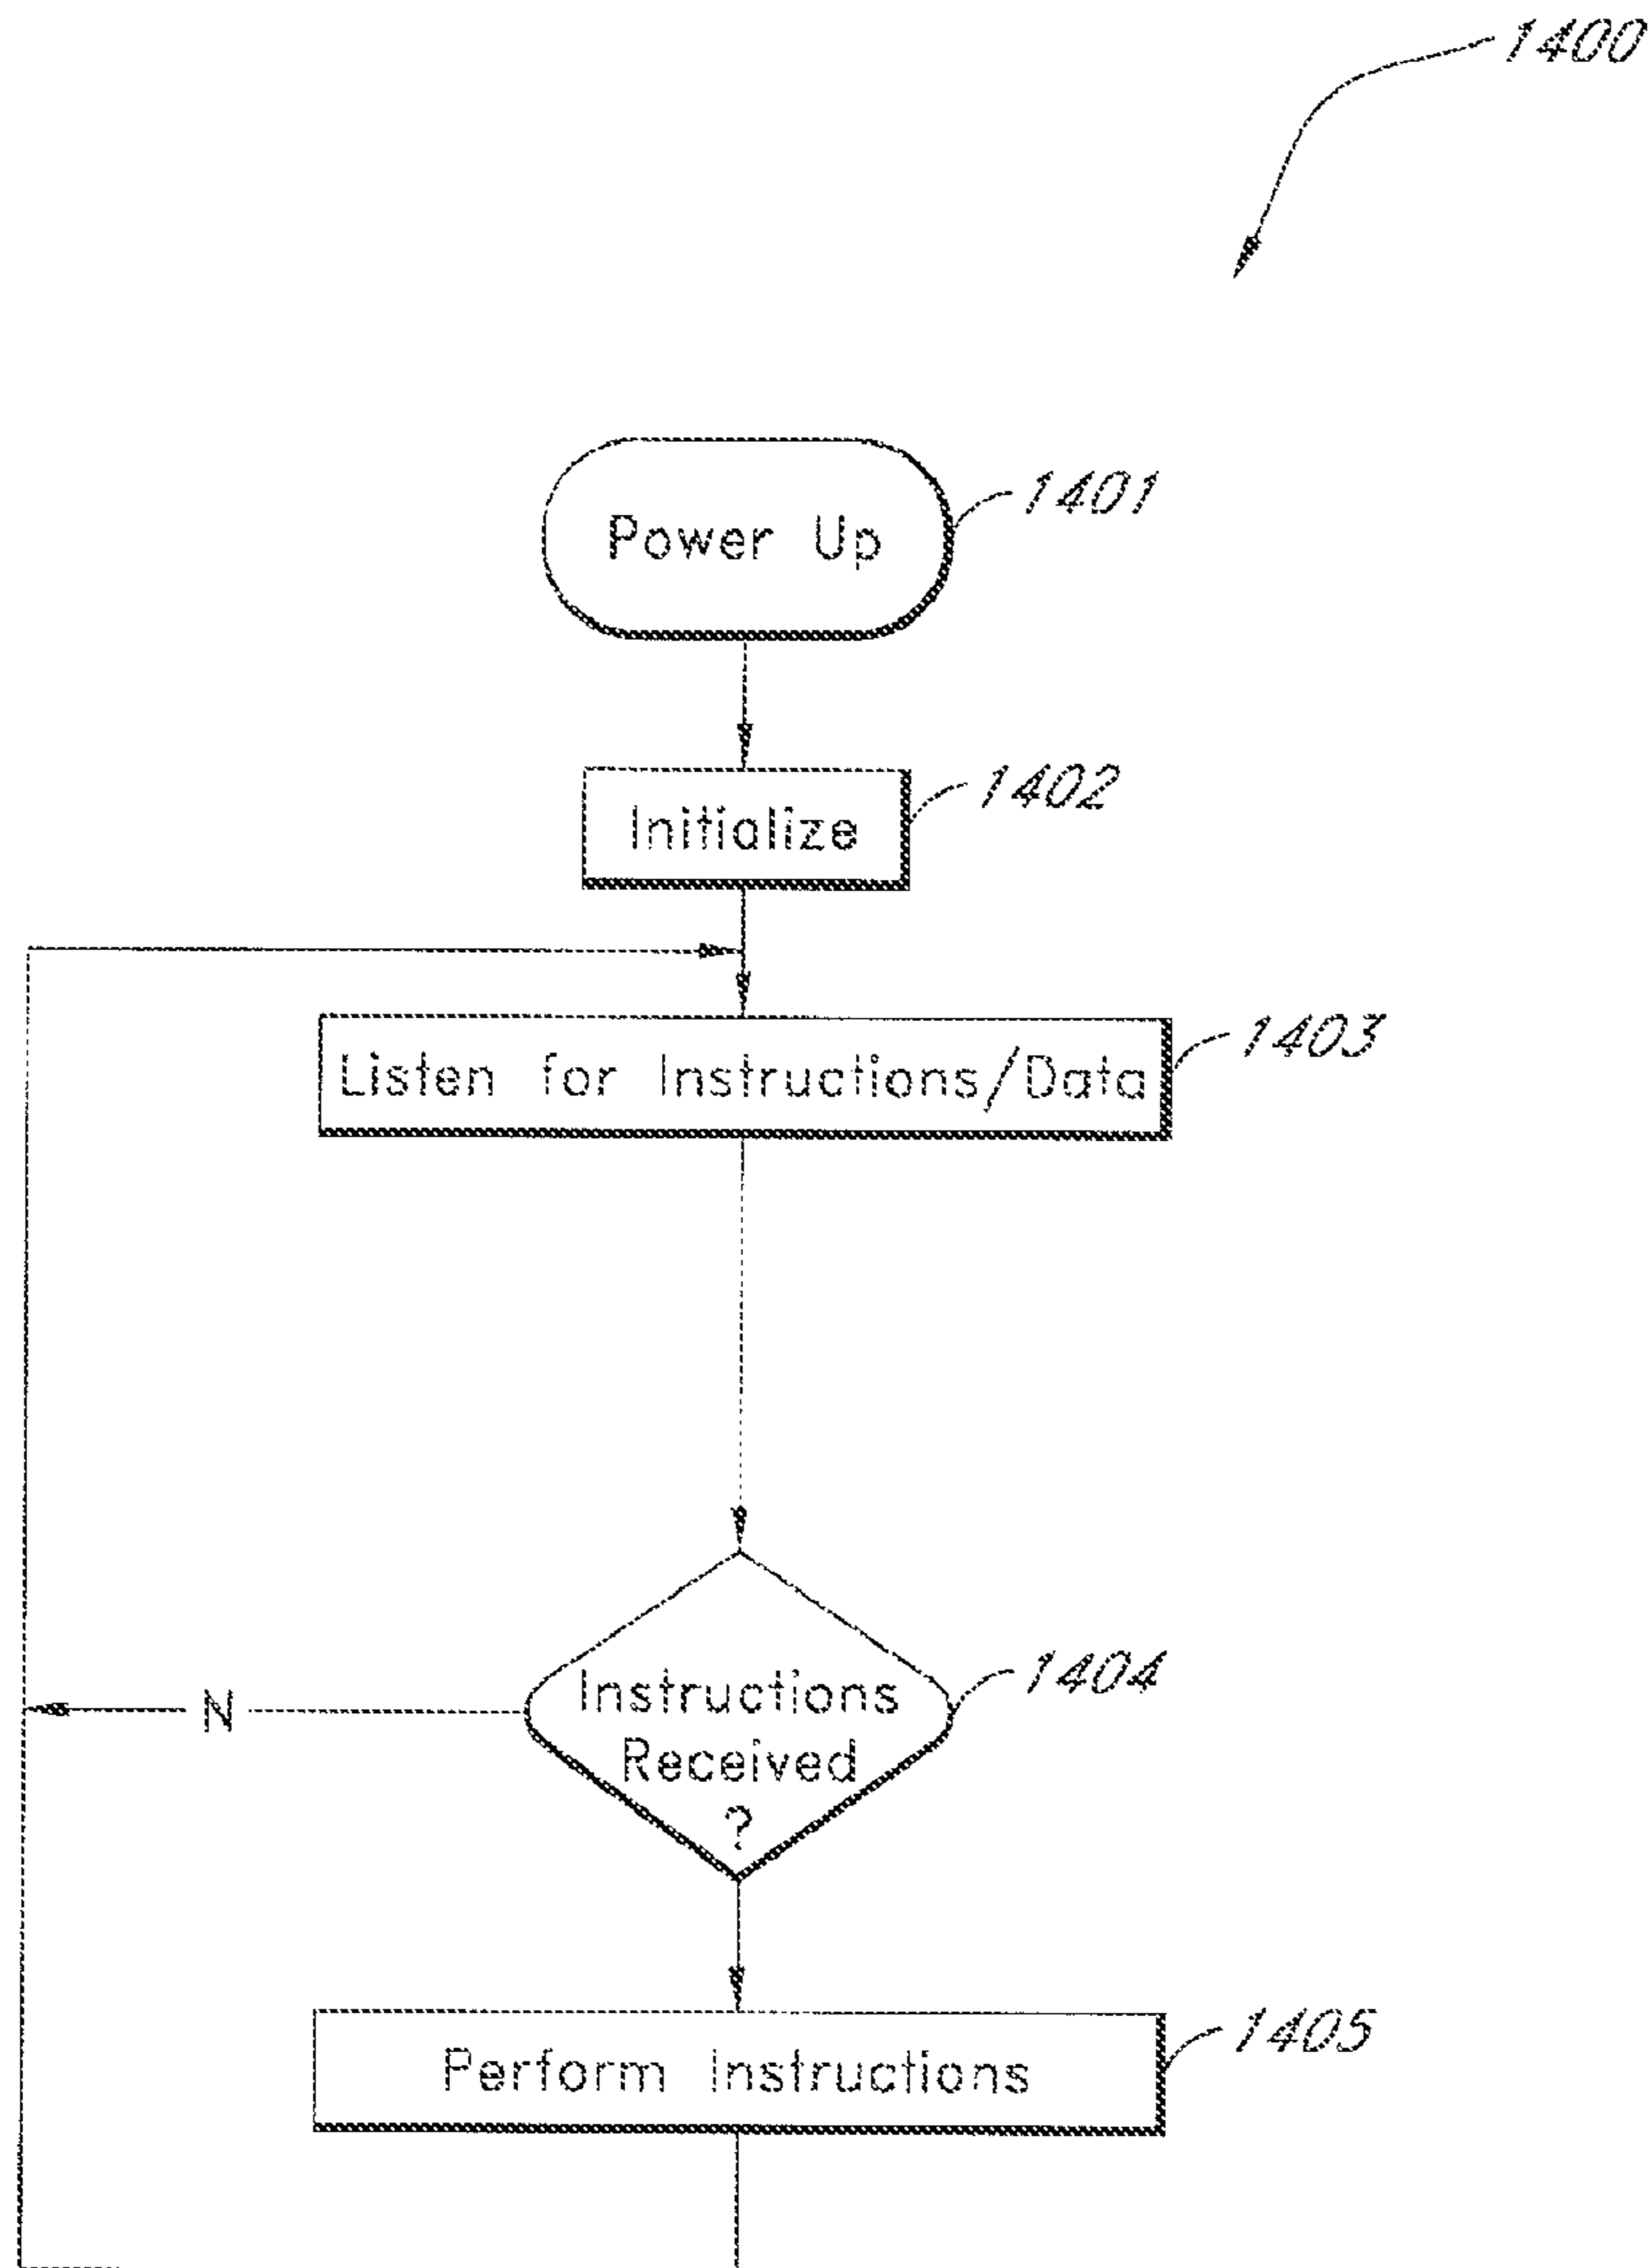 1400
Power Up
1401
Initialize
1402
Listen for Instructions/Data
1403
Instructions
Received
?
1404
N
Perform Instructions
1405